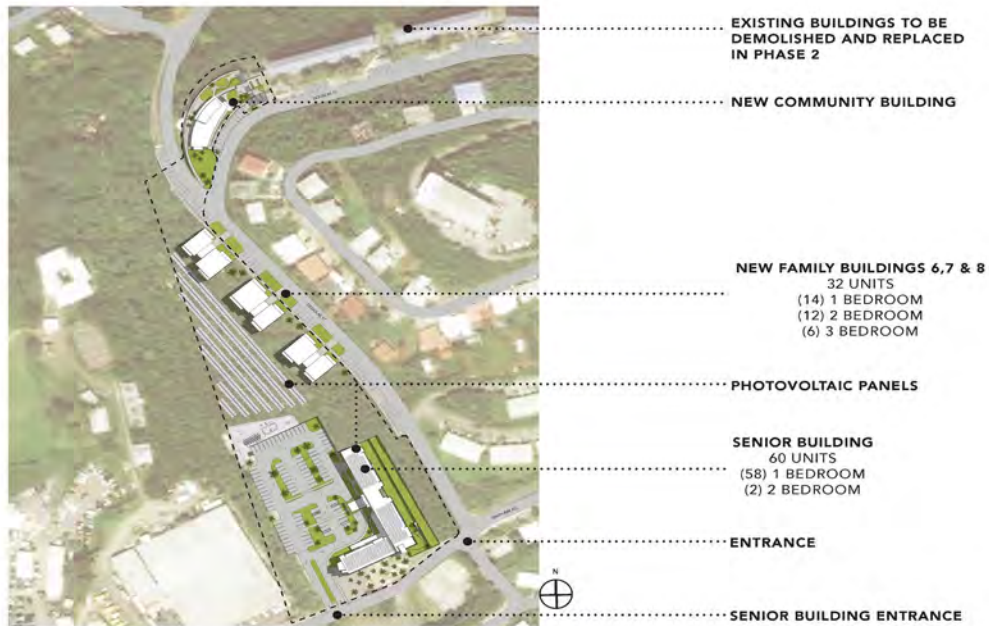 EXISTING BUILDINGS TO BE
DEMOLISHED AND REPLACED
IN PHASE 2
NEW COMMUNITY BUILDING
NEW FAMILY BUILDINGS 6,7 & 8
32 UNITS
(14) 1 BEDROOM
(12) 2 BEDROOM
(6) 3 BEDROOM
PHOTOVOLTAIC PANELS
SENIOR BUILDING
60 UNITS
(58) 1 BEDROOM
(2) 2 BEDROOM
ENTRANCE
N
SENIOR BUILDING ENTRANCE